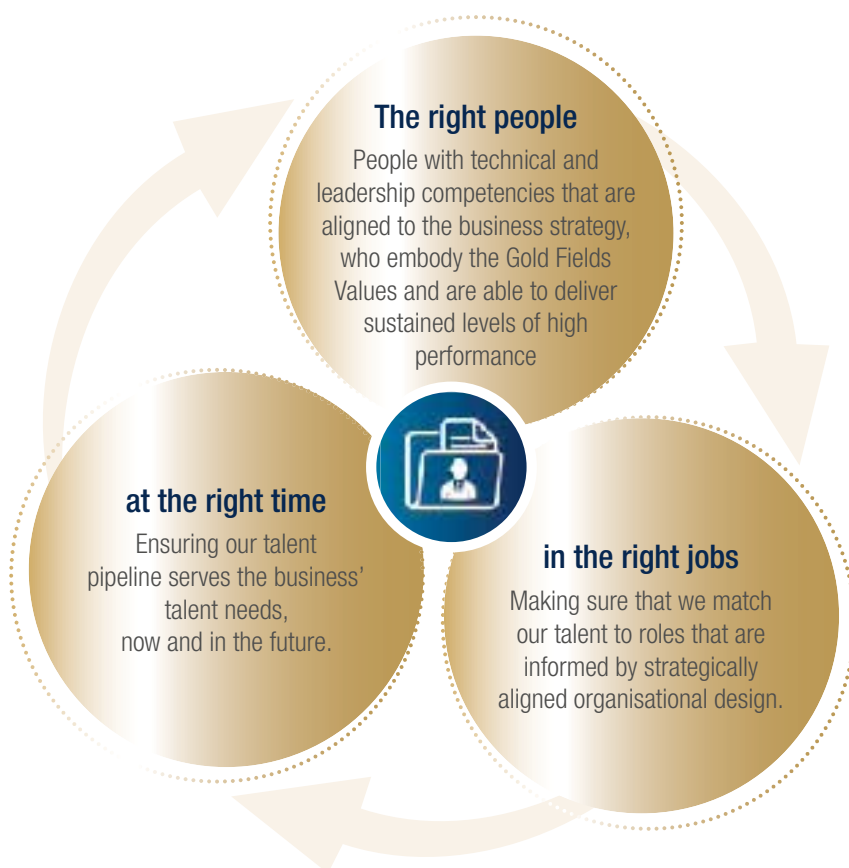 The right people
People with technical and
leadership competencies that are
aligned to the business strategy,
who embody the Gold Fields
Values and are able to deliver
sustained levels of high
performance
in the right jobs
Making sure that we match
our talent to roles that are
informed by strategically
aligned organisational design.
at the right time
Ensuring our talent
pipeline serves the business’
talent needs,
now and in the future.